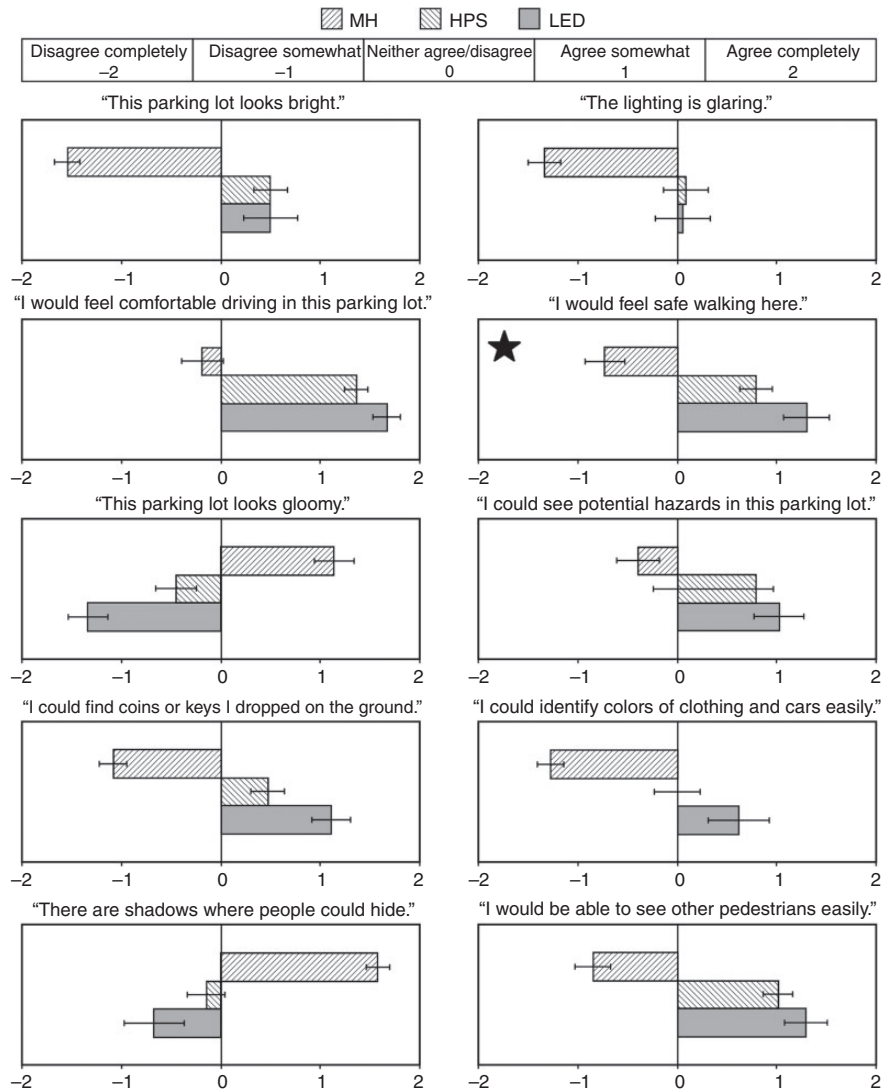 MH HPS LED
Disagree completely Disagree somewhat Neither agree/disagree Agree somewhat Agree completely
–2 –1 0 1 2
“This parking lot looks bright.” “The lighting is glaring.”
–2 –1 0 1 2 –2 –1 0 1 2
“I would feel comfortable driving in this parking lot.” “I would feel safe walking here.”
–2 –1 0 1 2 –2 –1 0 1 2
“This parking lot looks gloomy.” “I could see potential hazards in this parking lot.”
–2 –1 0 1 2 –2 –1 0 1 2
“I could find coins or keys I dropped on the ground.” “I could identify colors of clothing and cars easily.”
–2 –1 0 1 2 –2 –1 0 1 2
“There are shadows where people could hide.” “I would be able to see other pedestrians easily.”
–2 –1 0 1 2 –2 –1 0 1 2